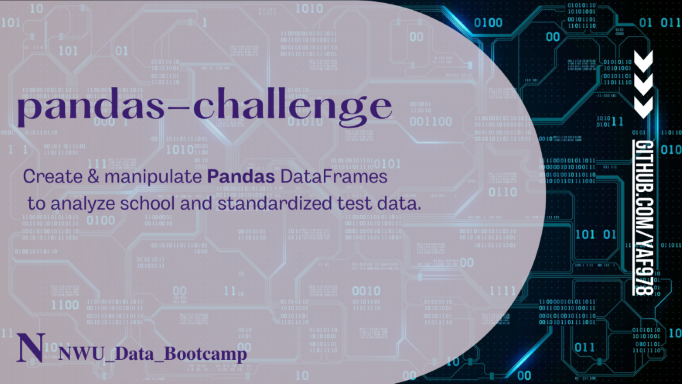 pandas-challenge
Create & manipulate Pandas DataFrames
to analyze school and standardized test data.
N NWU_Data_Bootcamp
GITHUB.COM/YAF978